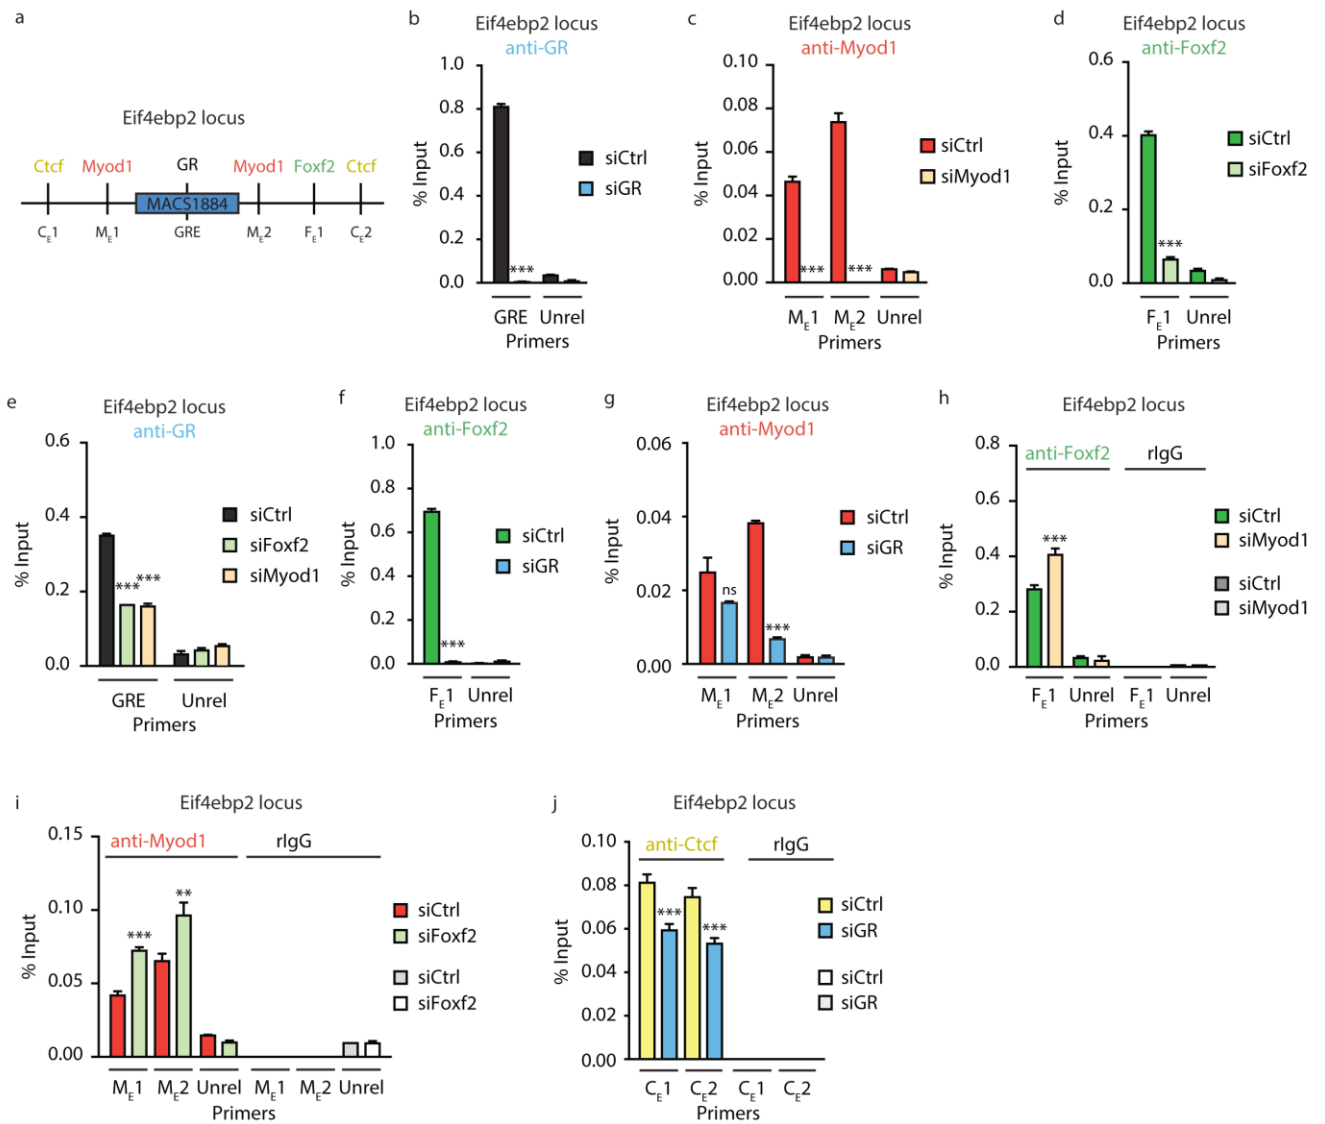 a
Eif4ebp2 locus
Ctcf Myod1 GR Myod1 Foxf2 Ctcf
MACS1884
CE1 ME1 GRE ME2 FE1 CE2
b
Eif4ebp2 locus
anti-GR
1.0
0.8
0.6
0.4
0.2
0.0
% Input
siCtrl
siGR
***
GRE Unrel
Primers
c
Eif4ebp2 locus
anti-Myod1
0.10
0.08
0.06
0.04
0.02
0.00
% Input
siCtrl
siMyod1
*** ***
ME1 ME2 Unrel
Primers
d
Eif4ebp2 locus
anti-Foxf2
0.6
0.4
0.2
0.0
% Input
siCtrl
siFoxf2
***
FE1 Unrel
Primers
e
Eif4ebp2 locus
anti-GR
0.6
0.4
0.2
0.0
% Input
siCtrl
siFoxf2
siMyod1
*** ***
GRE Unrel
Primers
f
Eif4ebp2 locus
anti-Foxf2
1.0
0.8
0.6
0.4
0.2
0.0
% Input
siCtrl
siGR
***
FE1 Unrel
Primers
g
Eif4ebp2 locus
anti-Myod1
0.06
0.04
0.02
0.00
% Input
siCtrl
siGR
ns
***
ME1 ME2 Unrel
Primers
h
Eif4ebp2 locus
anti-Foxf2 rIgG
0.8
0.6
0.4
0.2
0.0
% Input
***
siCtrl
siMyod1
siCtrl
siMyod1
FE1 Unrel FE1 Unrel
Primers
i
Eif4ebp2 locus
anti-Myod1 rIgG
0.15
0.10
0.05
0.00
% Input
*** **
siCtrl
siFoxf2
siCtrl
siFoxf2
ME1 ME2 Unrel ME1 ME2 Unrel
Primers
j
Eif4ebp2 locus
anti-Ctcf rIgG
0.10
0.08
0.06
0.04
0.02
0.00
% Input
*** ***
siCtrl
siGR
siCtrl
siGR
CE1 CE2 CE1 CE2
Primers